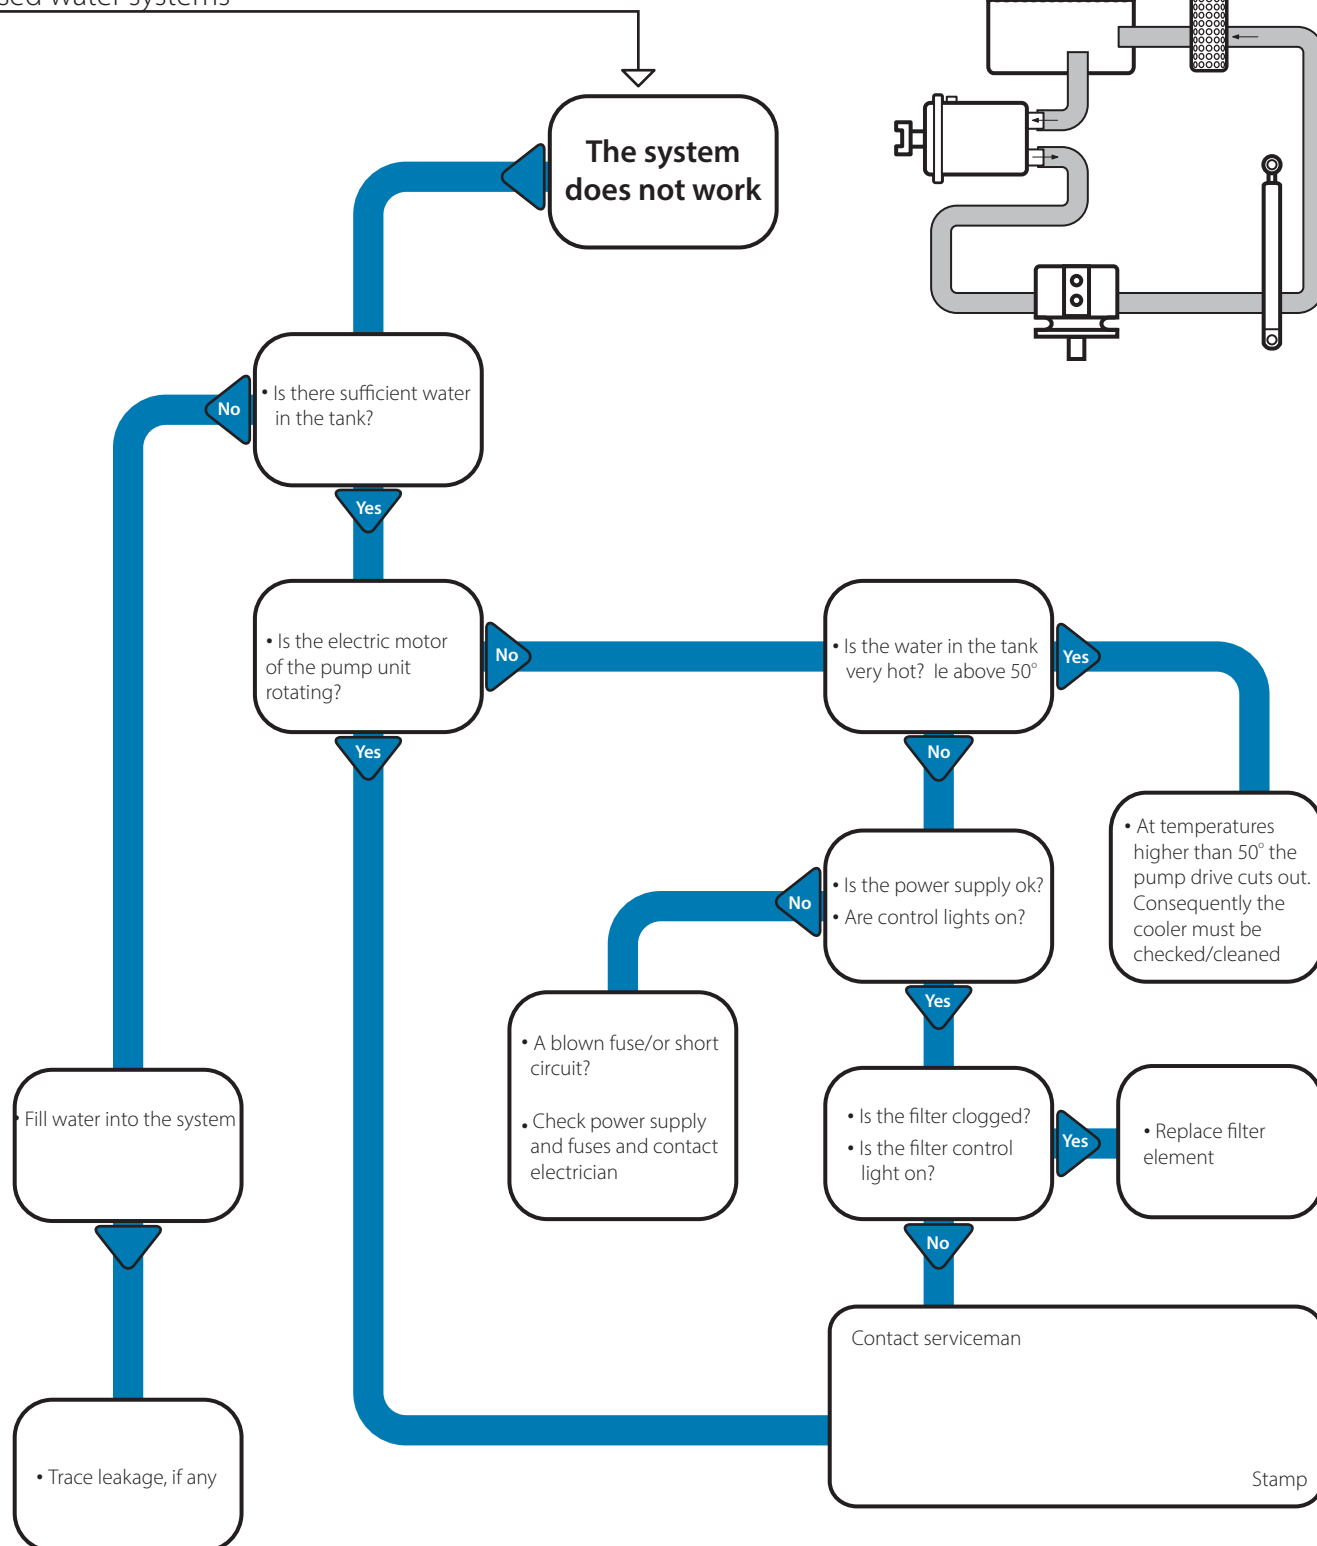 sed water systems
The system
does not work
• Is there sufficient water
in the tank?
No
Yes
• Is the electric motor
of the pump unit
rotating?
No
Yes
• Is the water in the tank
very hot? Ie above 50°
Yes
No
• At temperatures
higher than 50° the
pump drive cuts out.
Consequently the
cooler must be
checked/cleaned
• Is the power supply ok?
• Are control lights on?
No
Yes
• A blown fuse/or short
circuit?
• Check power supply
and fuses and contact
electrician
• Is the filter clogged?
• Is the filter control
light on?
Yes
No
• Replace filter
element
• Fill water into the system
• Trace leakage, if any
Contact serviceman
Stamp